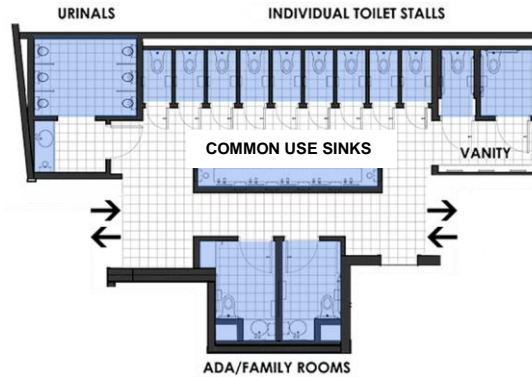 URINALS
INDIVIDUAL TOILET STALLS
COMMON USE SINKS
VANITY
ADA/FAMILY ROOMS